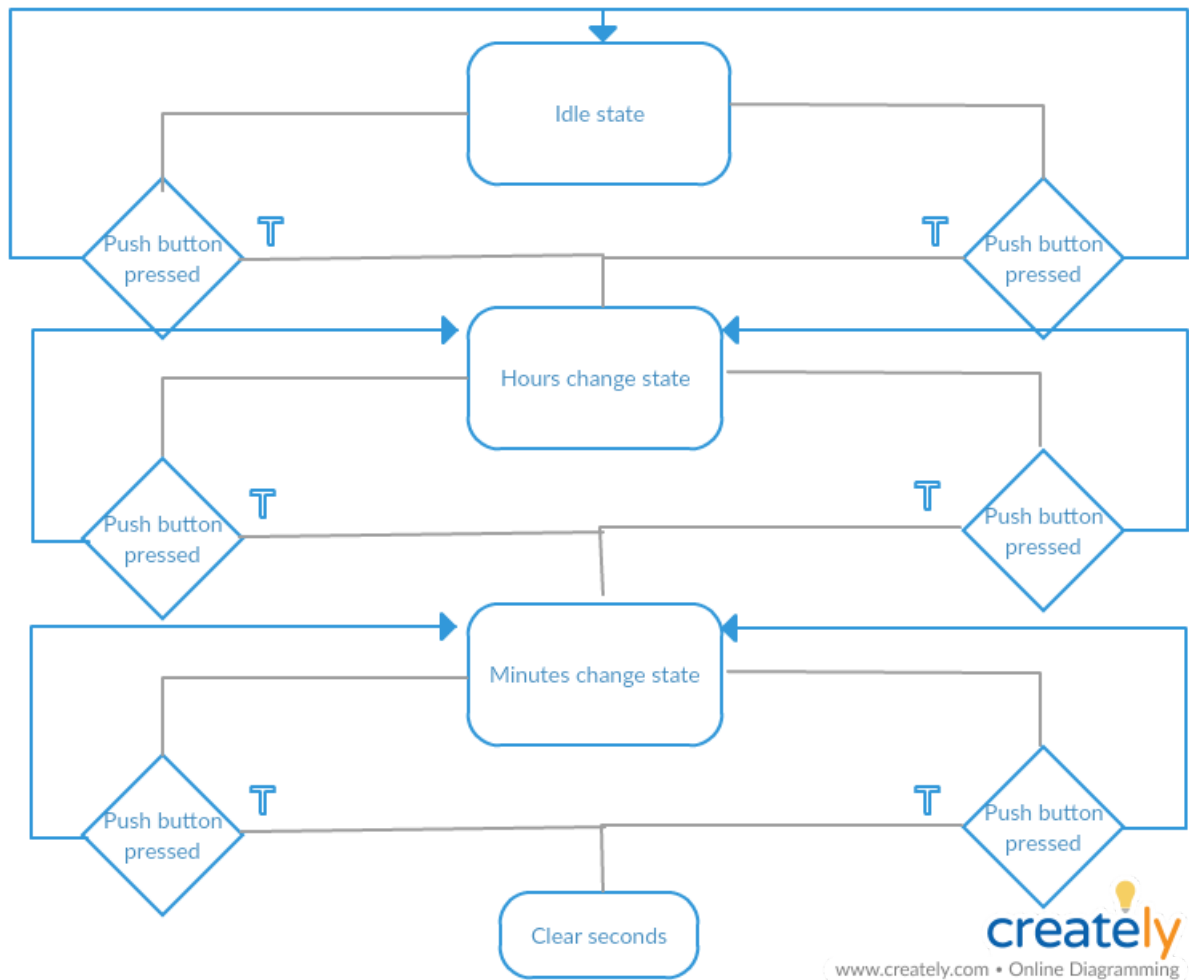 Idle state
T
T
Push button
pressed
Push button
pressed
Hours change state
T
T
Push button
pressed
Push button
pressed
Minutes change state
T
T
Push button
pressed
Push button
pressed
Clear seconds
creately
www.creately.com • Online Diagramming